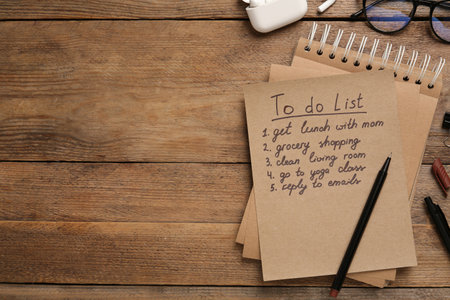 To do List
1. get lunch with mom
2. grocery shopping
3. clean living room
4. go to yoga class
5. reply to emails